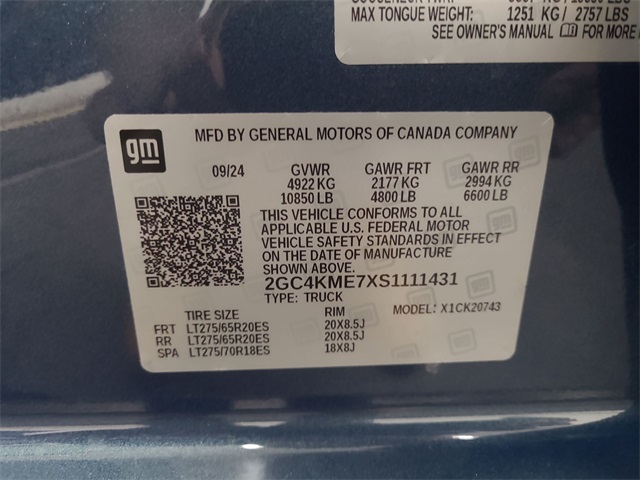 MAX TONGUE WEIGHT: 1251 KG / 2757 LBS
SEE OWNER'S MANUAL FOR MORE
gm
MFD BY GENERAL MOTORS OF CANADA COMPANY
09/24 GVWR GAWR FRT GAWR RR
4922 KG 2177 KG 2994 KG
10850 LB 4800 LB 6600 LB
THIS VEHICLE CONFORMS TO ALL
APPLICABLE U.S. FEDERAL MOTOR
VEHICLE SAFETY STANDARDS IN EFFECT
ON THE DATE OF MANUFACTURE
SHOWN ABOVE.
2GC4KME7XS1111431
TYPE: TRUCK MODEL: X1CK20743
TIRE SIZE RIM
FRT LT275/65R20ES 20X8.5J
RR LT275/65R20ES 20X8.5J
SPA LT275/70R18ES 18X8J